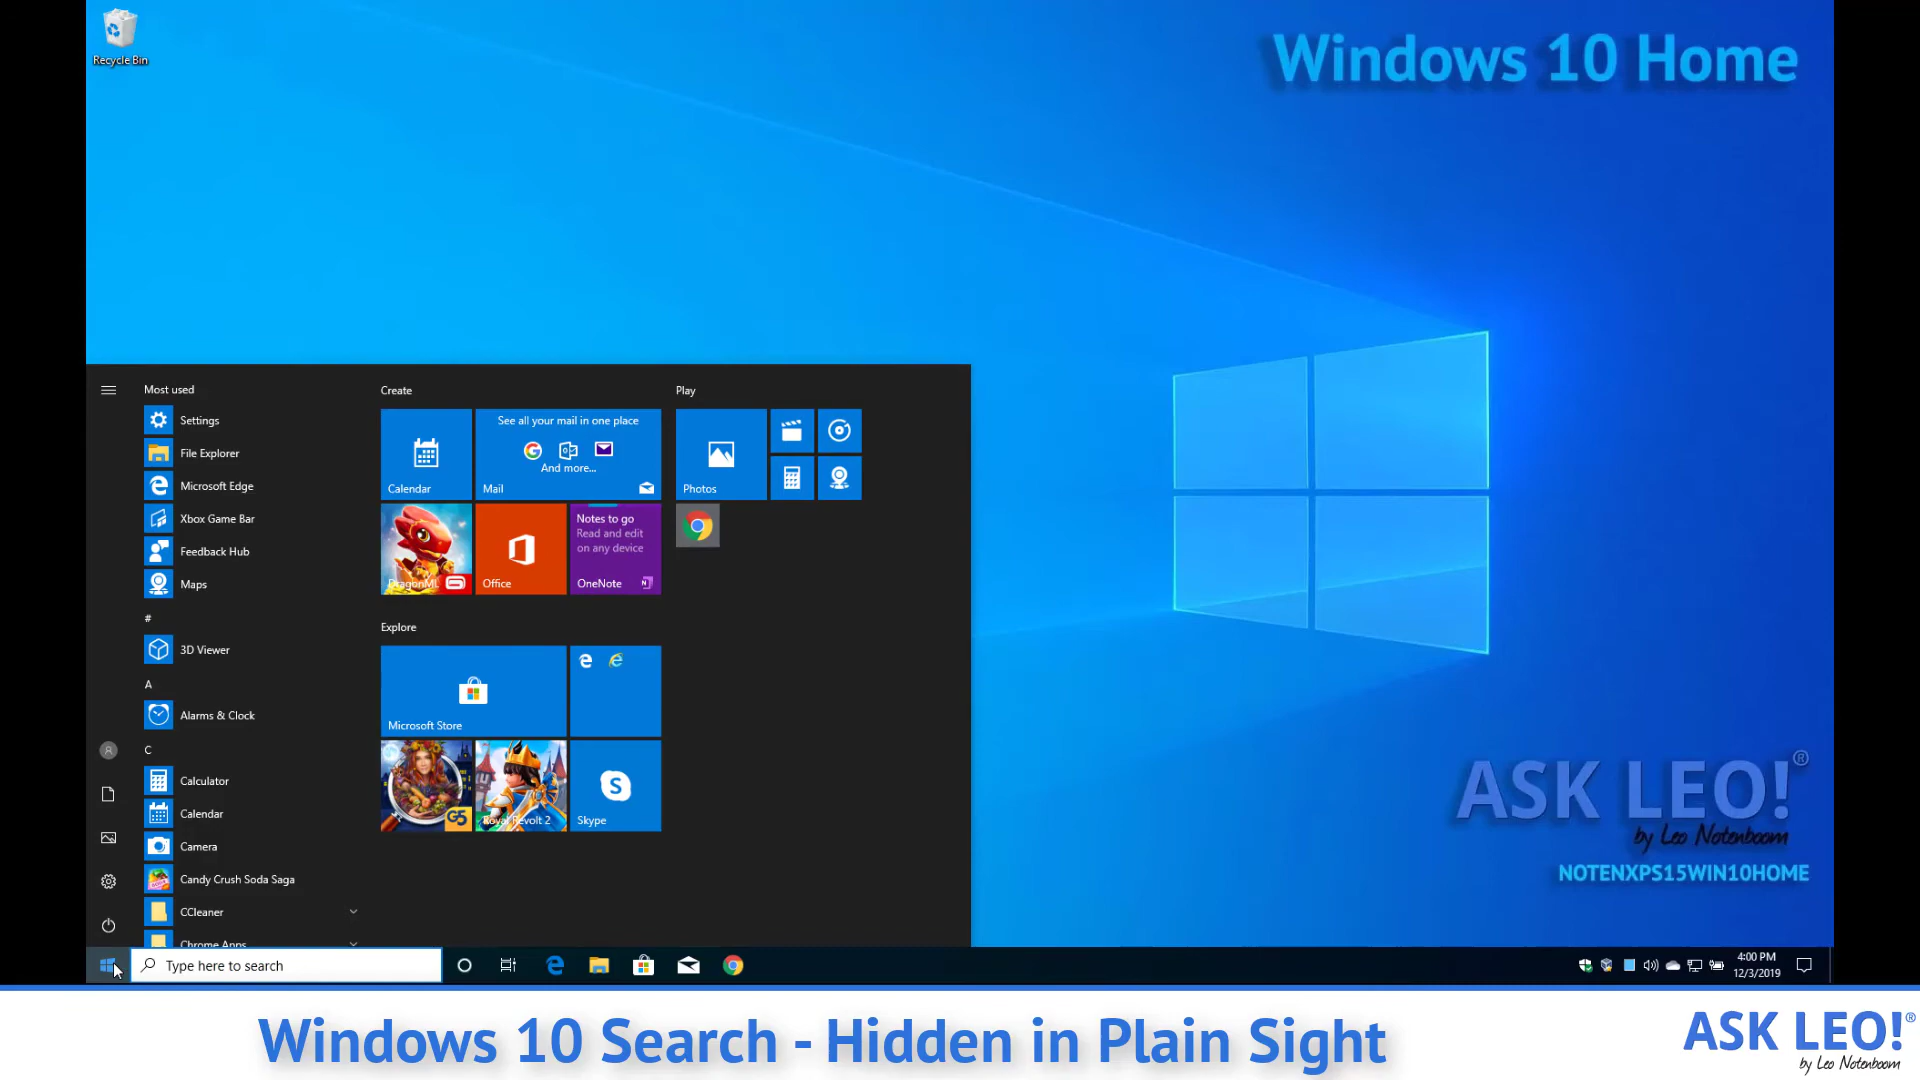 Recycle Bin
Windows 10 Home
Most used
Settings
File Explorer
Microsoft Edge
Xbox Game Bar
Feedback Hub
Maps
#
3D Viewer
A
Alarms & Clock
C
Calculator
Calendar
Camera
Candy Crush Soda Saga
CCleaner
Chrome Apps
Create
Calendar
See all your mail in one place
And more...
Mail
Office
Notes to go
Read and edit
on any device
OneNote
Explore
Microsoft Store
G5
Royal Revolt 2
Skype
Play
Photos
ASK LEO!®
by Leo Notenboom
NOTENXPS15WIN10HOME
Type here to search
4:00 PM
12/3/2019
Windows 10 Search - Hidden in Plain Sight
ASK LEO!®
by Leo Notenboom